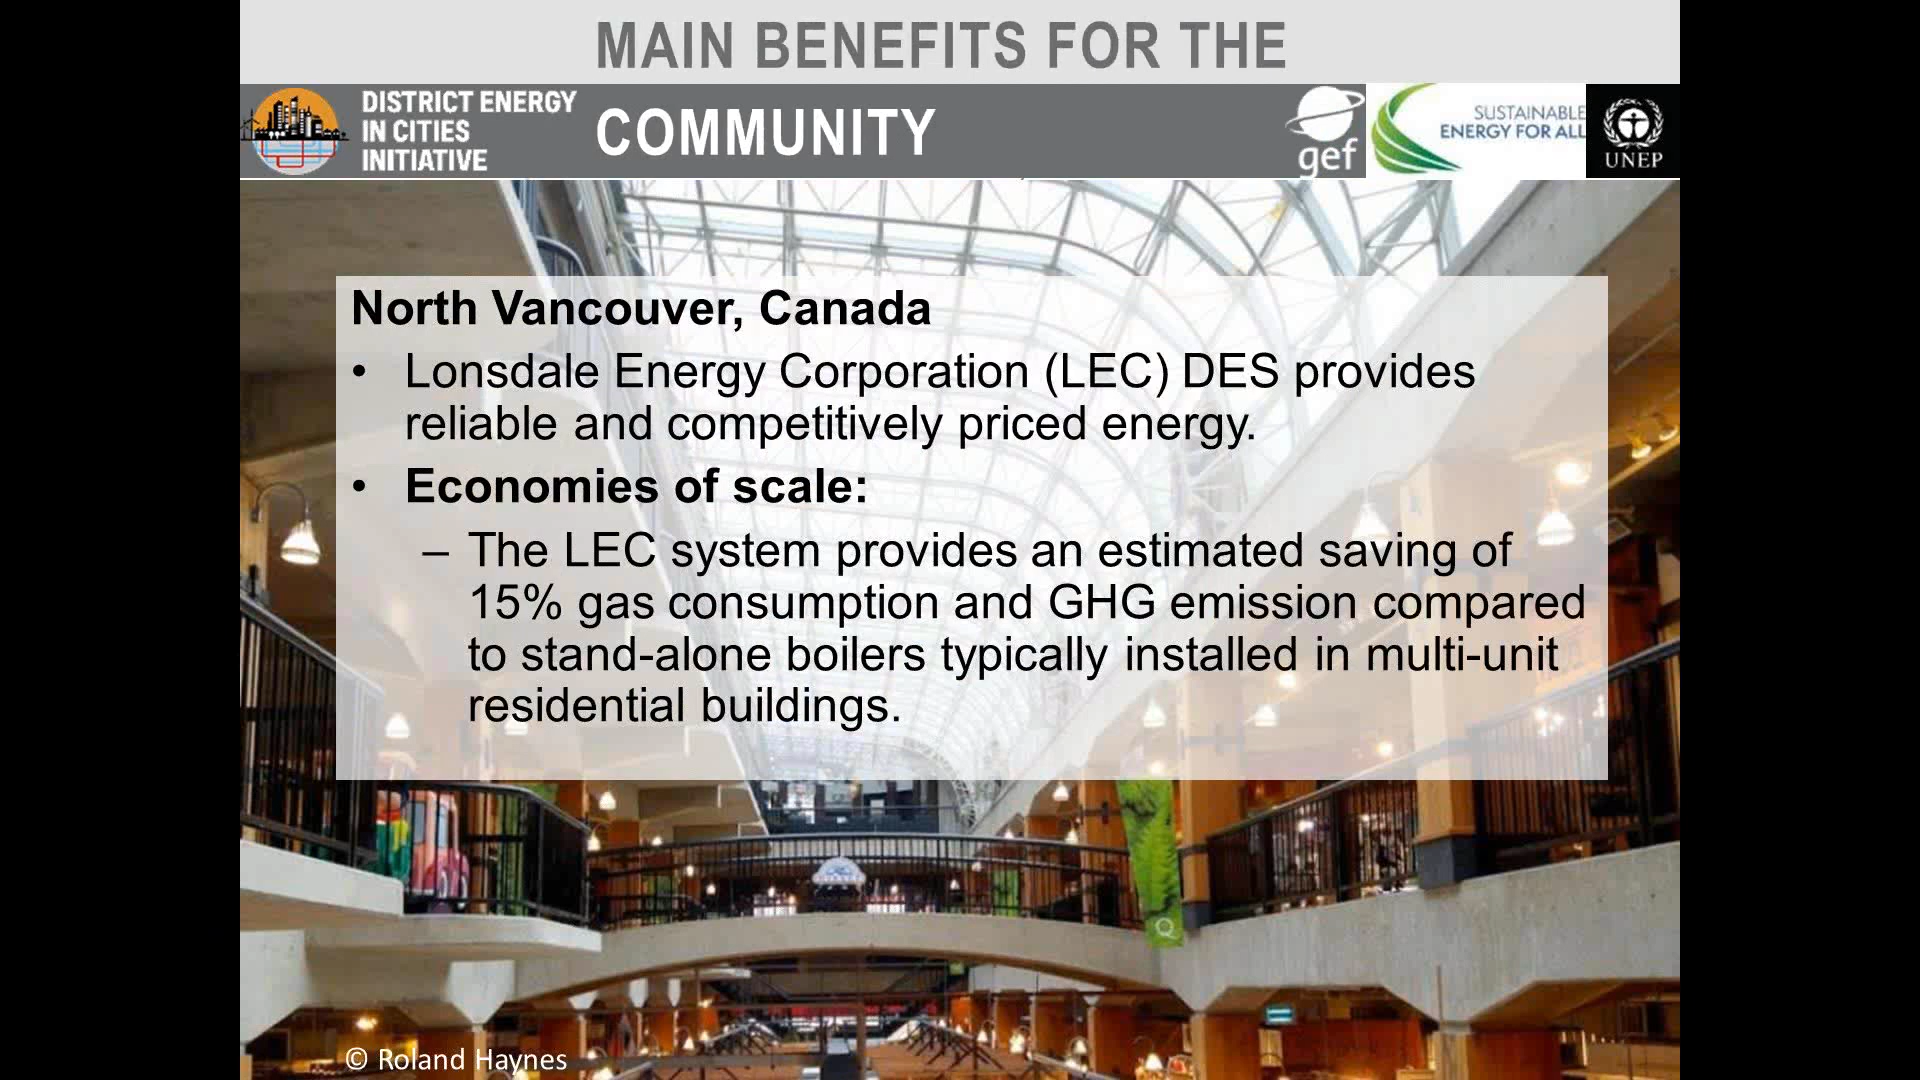 MAIN BENEFITS FOR THE
COMMUNITY
DISTRICT ENERGY
IN CITIES
INITIATIVE
gef
SUSTAINABLE
ENERGY FOR ALL
UNEP
North Vancouver, Canada
• Lonsdale Energy Corporation (LEC) DES provides
reliable and competitively priced energy.
• Economies of scale:
– The LEC system provides an estimated saving of
15% gas consumption and GHG emission compared
to stand-alone boilers typically installed in multi-unit
residential buildings.
Q
© Roland Haynes